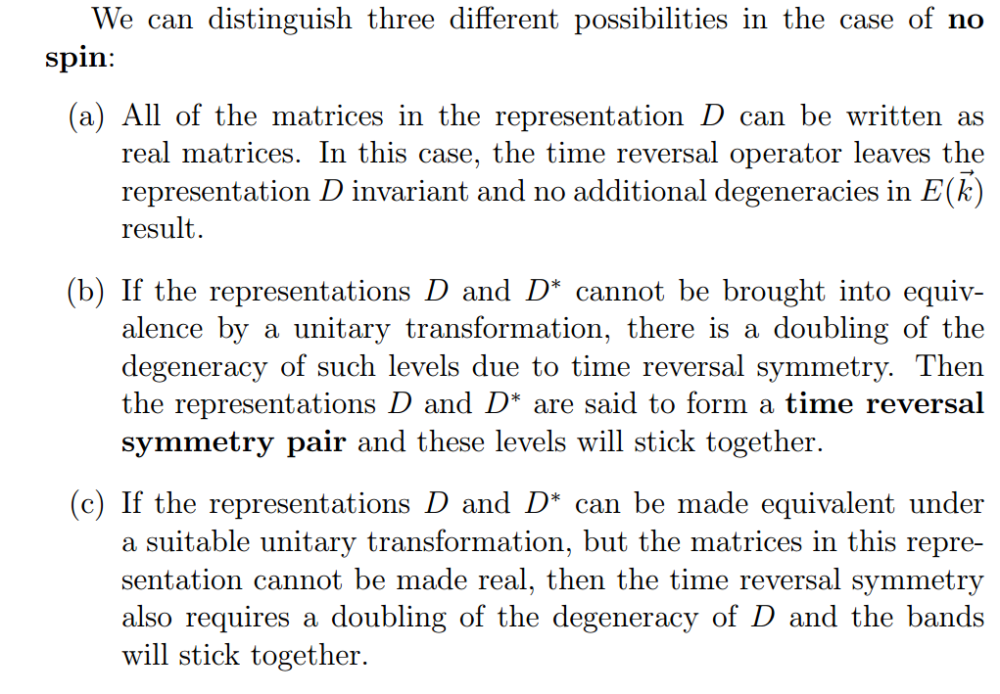 We can distinguish three different possibilities in the case of no
spin:
(a) All of the matrices in the representation D can be written as
real matrices. In this case, the time reversal operator leaves the
representation D invariant and no additional degeneracies in E(k⃗)
result.
(b) If the representations D and D* cannot be brought into equiv-
alence by a unitary transformation, there is a doubling of the
degeneracy of such levels due to time reversal symmetry. Then
the representations D and D* are said to form a time reversal
symmetry pair and these levels will stick together.
(c) If the representations D and D* can be made equivalent under
a suitable unitary transformation, but the matrices in this repre-
sentation cannot be made real, then the time reversal symmetry
also requires a doubling of the degeneracy of D and the bands
will stick together.